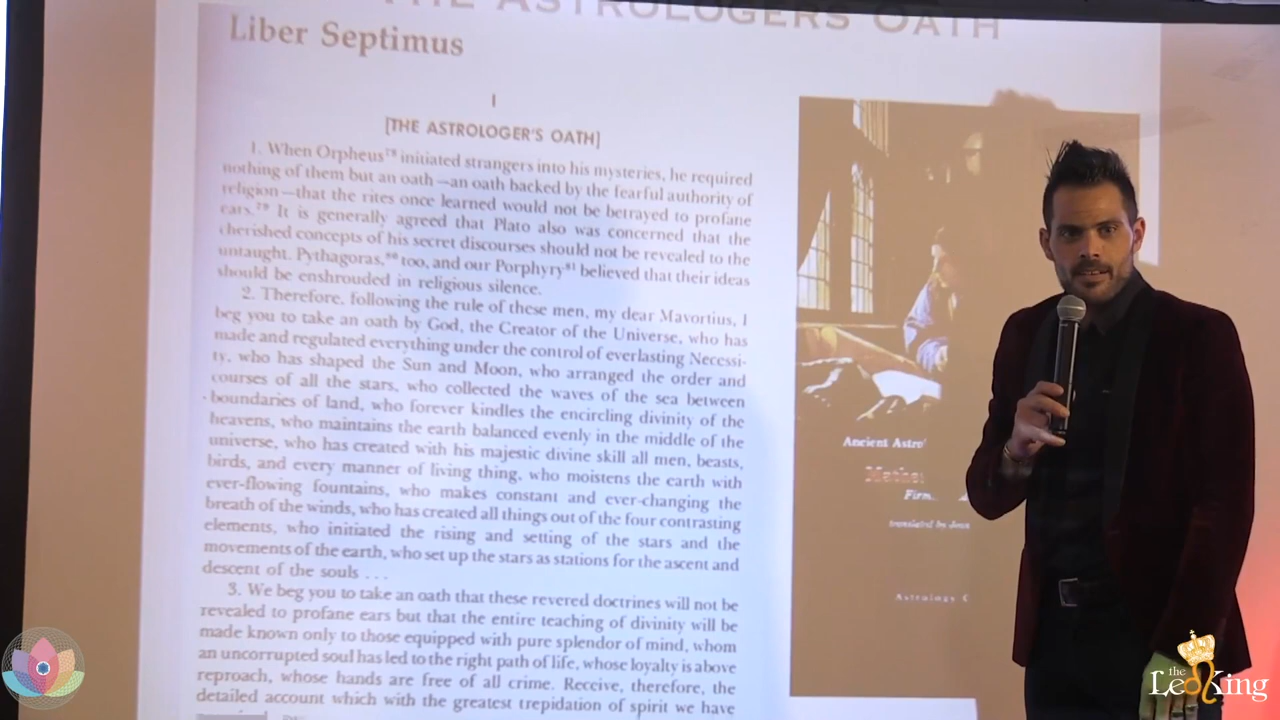 THE ASTROLOGERS OATH
Liber Septimus
I
[THE ASTROLOGER'S OATH]
1. When Orpheus⁷⁸ initiated strangers into his mysteries, he required
nothing of them but an oath—an oath backed by the fearful authority of
religion—that the rites once learned would not be betrayed to profane
ears.⁷⁹ It is generally agreed that Plato also was concerned that the
cherished concepts of his secret discourses should not be revealed to the
untaught. Pythagoras,⁸⁰ too, and our Porphyry⁸¹ believed that their ideas
should be enshrouded in religious silence.
2. Therefore, following the rule of these men, my dear Mavortius, I
beg you to take an oath by God, the Creator of the Universe, who has
made and regulated everything under the control of everlasting Necessi-
ty, who has shaped the Sun and Moon, who arranged the order and
courses of all the stars, who collected the waves of the sea between
boundaries of land, who forever kindles the encircling divinity of the
heavens, who maintains the earth balanced evenly in the middle of the
universe, who has created with his majestic divine skill all men, beasts,
birds, and every manner of living thing, who moistens the earth with
ever-flowing fountains, who makes constant and ever-changing the
breath of the winds, who has created all things out of the four contrasting
elements, who initiated the rising and setting of the stars and the
movements of the earth, who set up the stars as stations for the ascent and
descent of the souls ...
3. We beg you to take an oath that these revered doctrines will not be
revealed to profane ears but that the entire teaching of divinity will be
made known only to those equipped with pure splendor of mind, whom
an uncorrupted soul has led to the right path of life, whose loyalty is above
reproach, whose hands are free of all crime. Receive, therefore, the
detailed account which with the greatest trepidation of spirit we have
Ancient Astro
Mathe
Firm
translated by Jean
Astrology C
the
Leo King